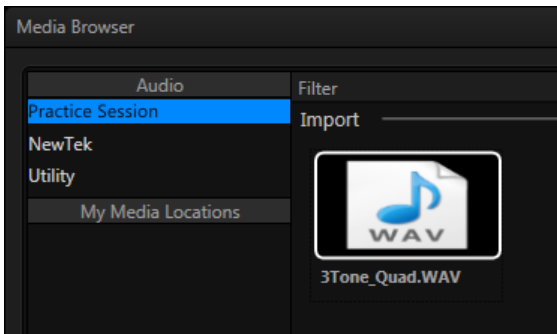 Media Browser
Audio
Practice Session
NewTek
Utility
My Media Locations
Filter
Import
WAV
3Tone_Quad.WAV